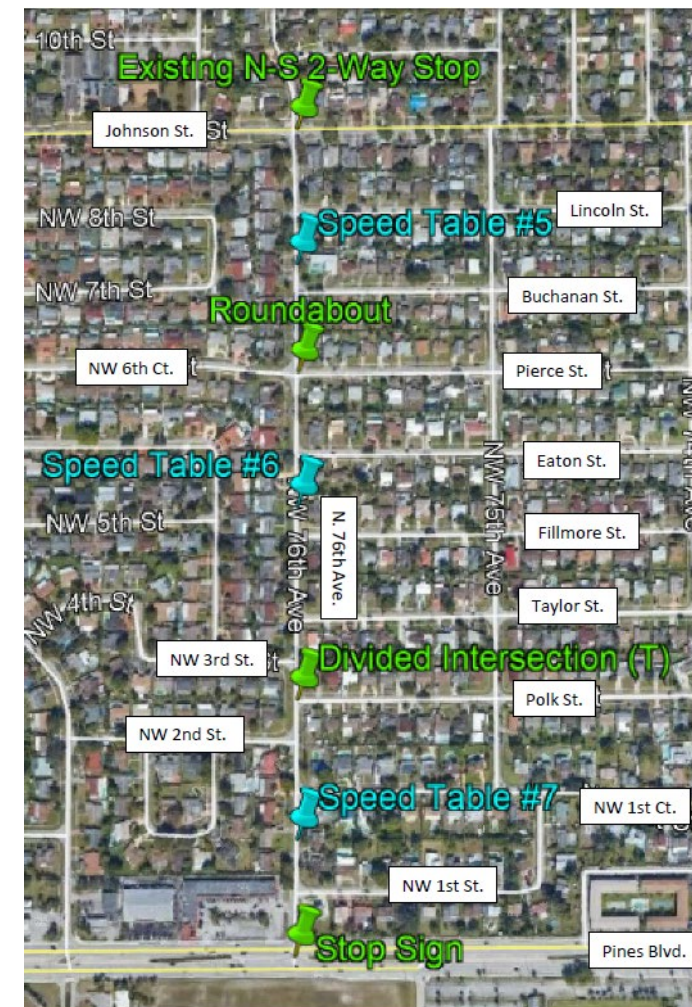 10th St
Existing N-S 2-Way Stop
Johnson St.
St
NW 8th St
Speed Table #5
Lincoln St.
NW 7th St
Buchanan St.
Roundabout
NW 6th Ct.
t
Pierce St.
t
Speed Table #6
Eaton St.
NW 5th St
N. 76th Ave.
W 76th Ave
NW 75th Ave
Fillmore St.
NW 4th St
Taylor St.
NW 3rd St.
t
Divided Intersection (T)
Polk St.
NW 2nd St.
Speed Table #7
NW 1st Ct.
NW 1st St.
Stop Sign
Pines Blvd.